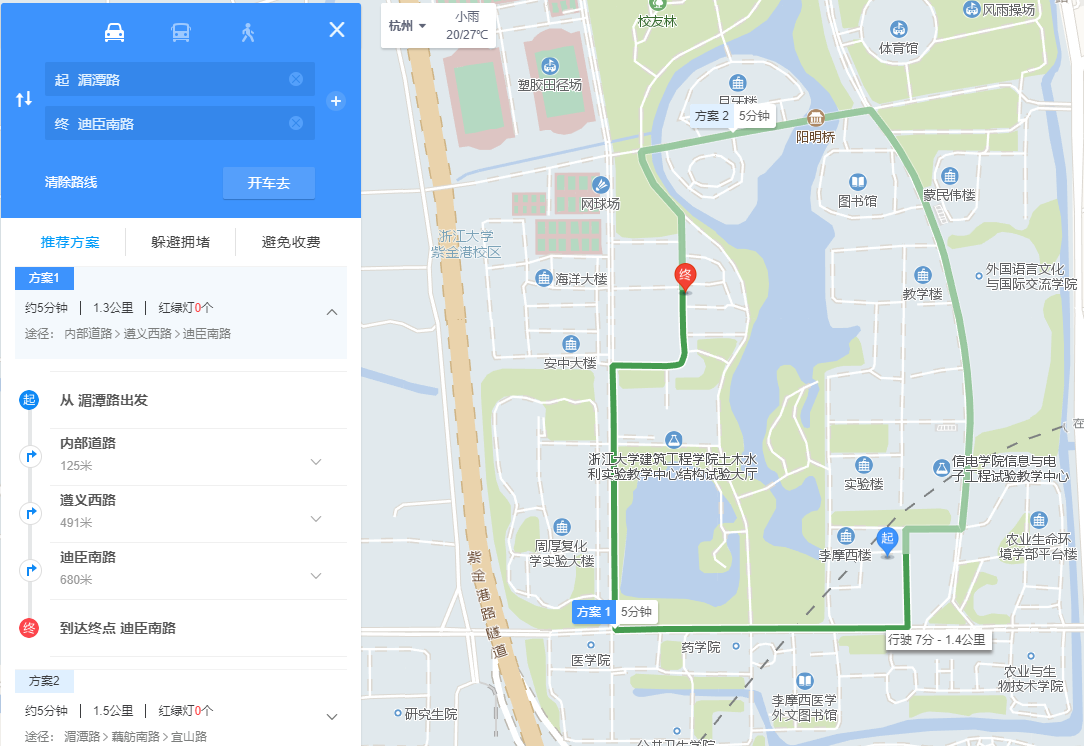 起 湄潭路
终 迪臣南路
清除路线
开车去
推荐方案
躲避拥堵
避免收费
方案1
约5分钟 | 1.3公里 | 红绿灯0个
途径: 内部道路 > 遵义西路 > 迪臣南路
起
从 湄潭路出发
内部道路
125米
遵义西路
491米
迪臣南路
680米
终
到达终点 迪臣南路
方案2
约5分钟 | 1.5公里 | 红绿灯0个
途径: 湄潭路 > 藕舫南路 > 宜山路
杭州
小雨
20/27℃
校友林
风雨操场
体育馆
塑胶田径场
月牙楼
方案 2 5分钟
阳明桥
图书馆
蒙民伟楼
网球场
浙江大学
紫金港校区
海洋大楼
终
教学楼
外国语言文化
与国际交流学院
安中大楼
在
浙江大学建筑工程学院土木水
利实验教学中心结构试验大厅
实验楼
信电学院信息与电
子工程试验教学中心
周厚复化
学实验大楼
李摩西楼
起
农业生命环
境学部平台楼
紫金港路隧道
方案 1 5分钟
行驶 7分 - 1.4公里
医学院
药学院
农业与生
物技术学院
李摩西医学
外文图书馆
研究生院
公共卫生学院